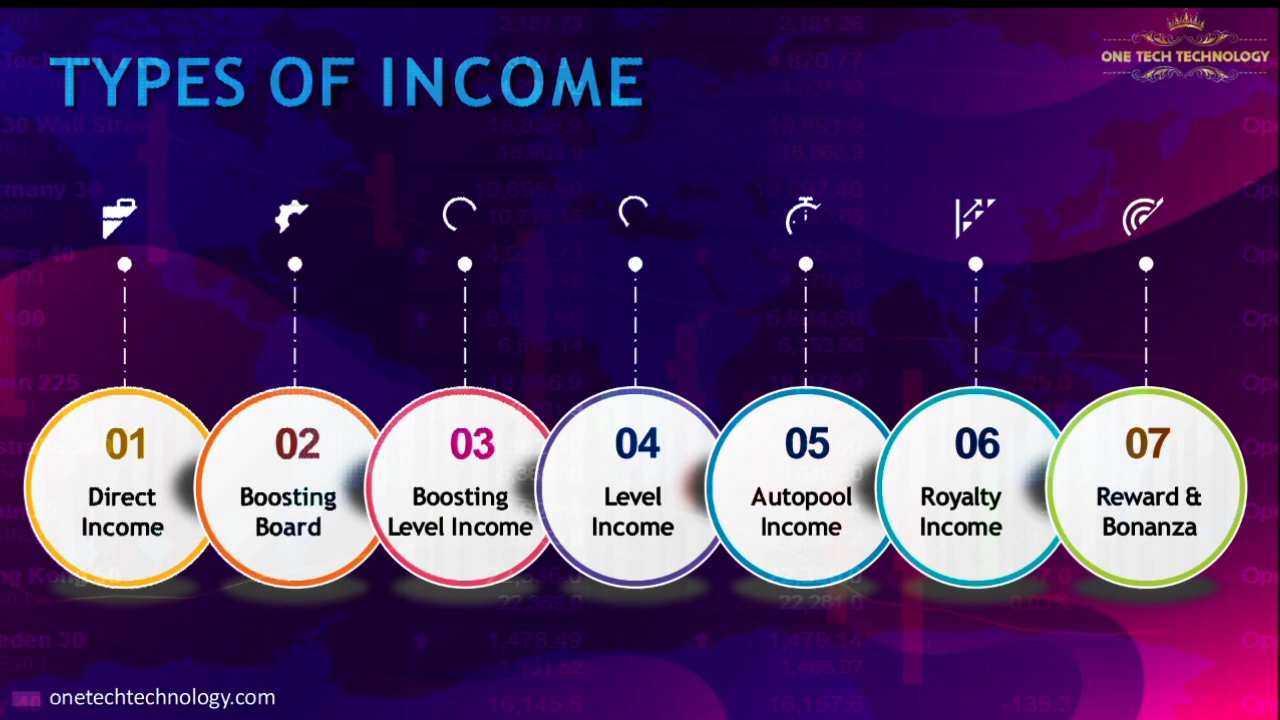 ONE TECH TECHNOLOGY
TYPES OF INCOME
01
Direct
Income
02
Boosting
Board
03
Boosting
Level Income
04
Level
Income
05
Autopool
Income
06
Royalty
Income
07
Reward &
Bonanza
onetechtechnology.com